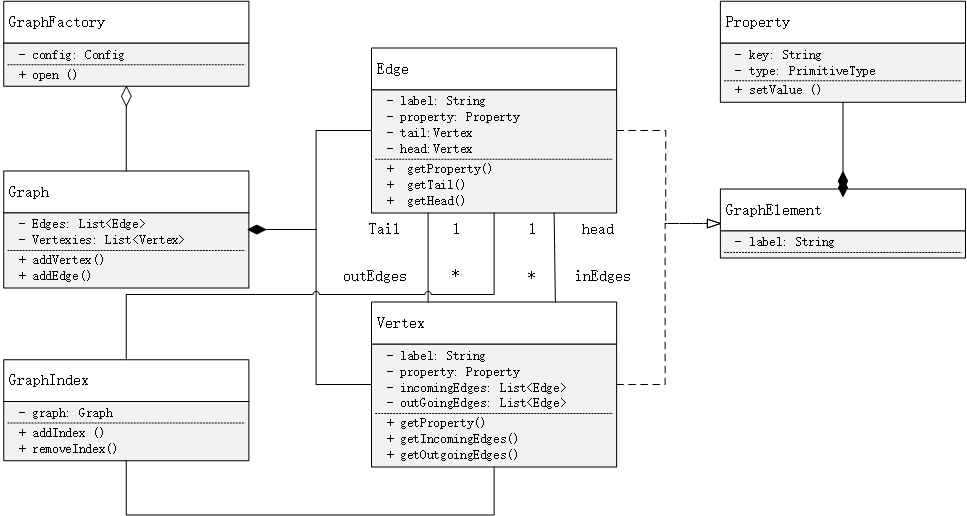 GraphFactory
- config: Config
+ open ()
Graph
- Edges: List<Edge>
- Vertexies: List<Vertex>
+ addVertex()
+ addEdge()
GraphIndex
- graph: Graph
+ addIndex ()
+ removeIndex()
Edge
- label: String
- property: Property
- tail:Vertex
- head:Vertex
+ getProperty()
+ getTail()
+ getHead()
Tail 1 1 head
outEdges * * inEdges
Vertex
- label: String
- property: Property
- incomingEdges: List<Edge>
- outGoingEdges: List<Edge>
+ getProperty()
+ getIncomingEdges()
+ getOutgoingEdges()
Property
- key: String
- type: PrimitiveType
+ setValue ()
GraphElement
- label: String